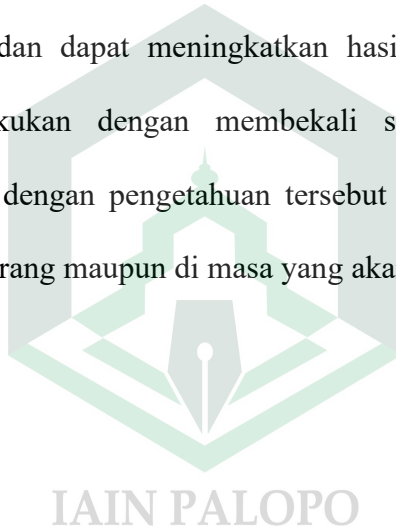 dan dapat meningkatkan hasi
kukan dengan membekali s
dengan pengetahuan tersebut
rang maupun di masa yang aka
IAIN PALOPO